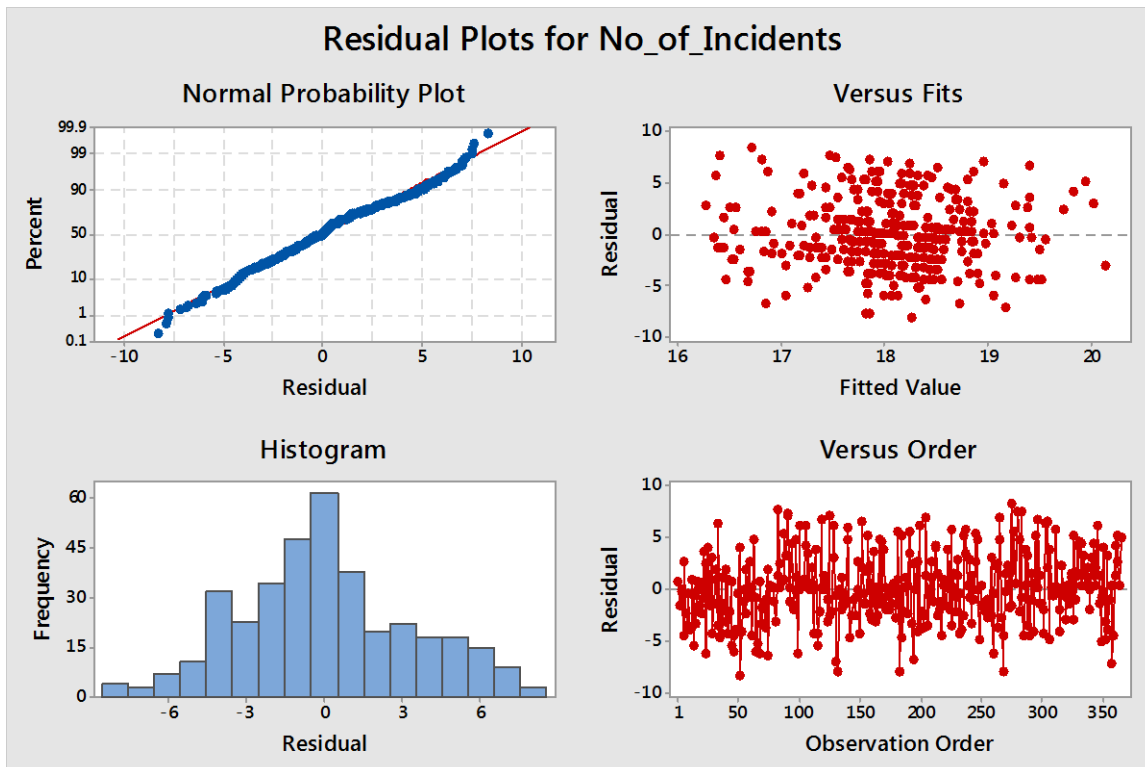 Residual Plots for No_of_Incidents
Normal Probability Plot
99.9
99
90
50
10
1
0.1
Percent
-10 -5 0 5 10
Residual
Versus Fits
10
5
0
-5
-10
Residual
16 17 18 19 20
Fitted Value
Histogram
60
45
30
15
0
Frequency
-6 -3 0 3 6
Residual
Versus Order
10
5
0
-5
-10
Residual
1 50 100 150 200 250 300 350
Observation Order